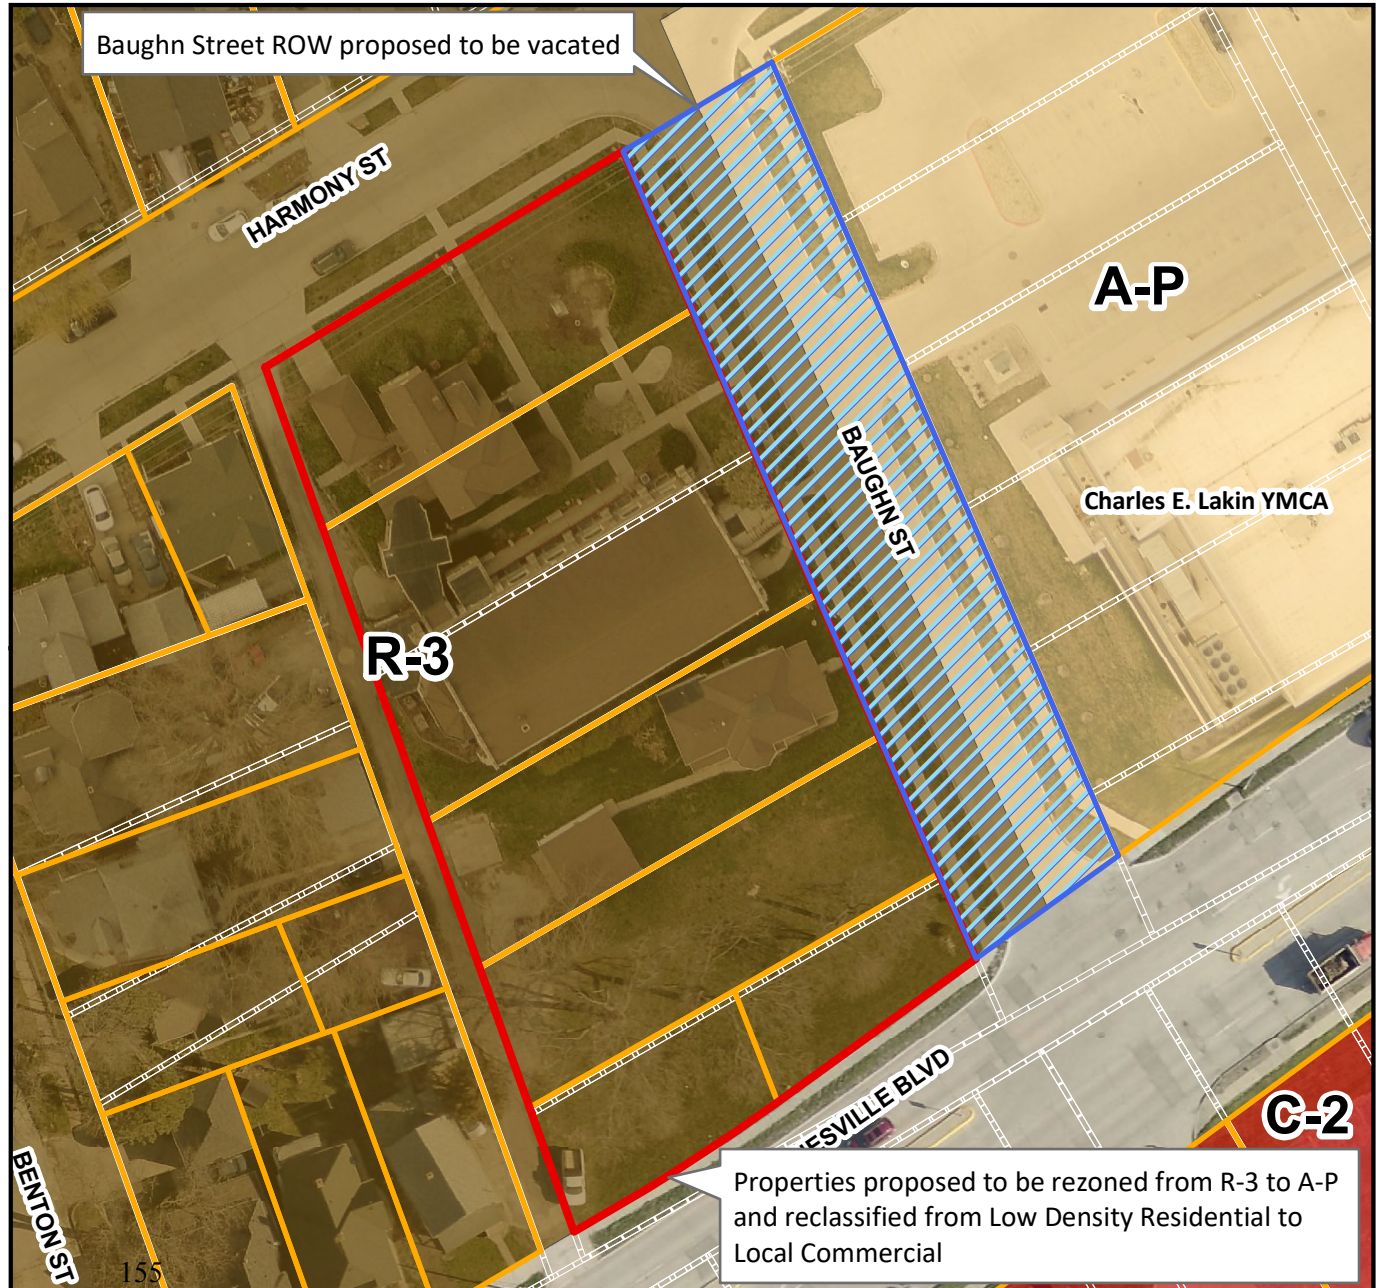 Baughn Street ROW proposed to be vacated
HARMONY ST
A-P
BAUGHN ST
Charles E. Lakin YMCA
R-3
C-2
BLVD
Properties proposed to be rezoned from R-3 to A-P
and reclassified from Low Density Residential to
Local Commercial
BENTON ST
155